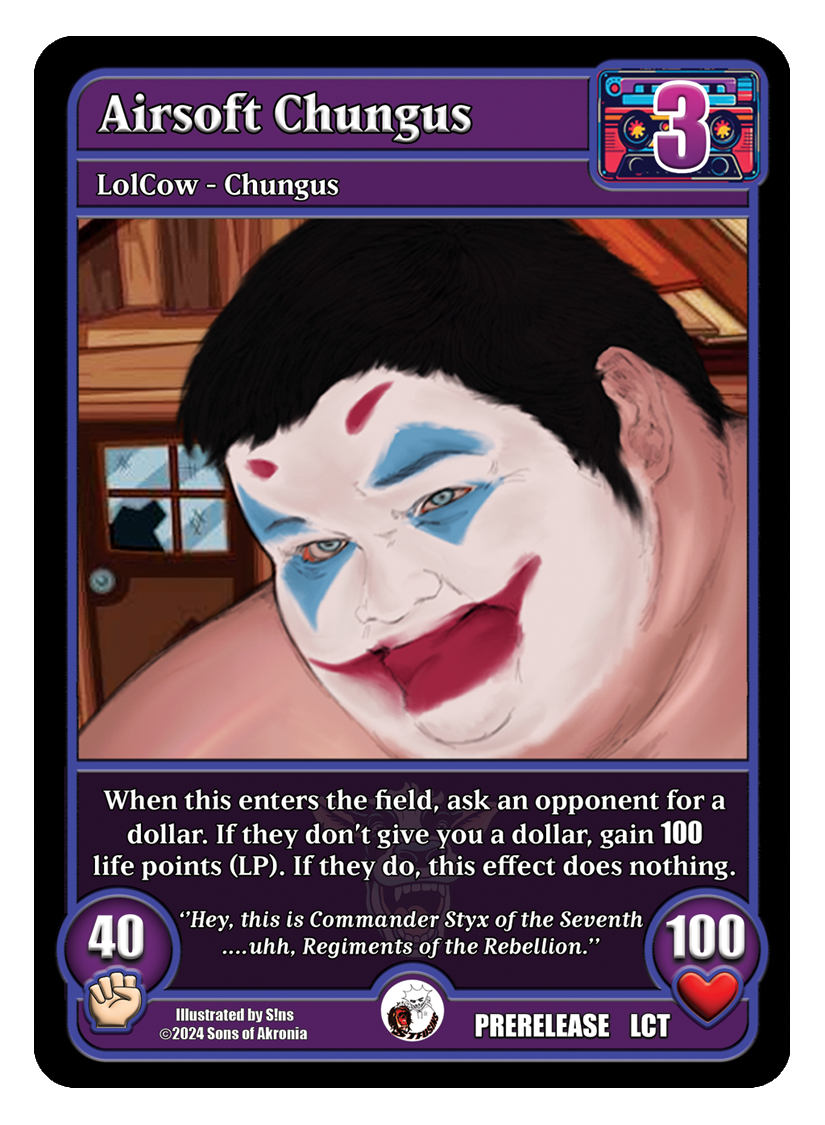 Airsoft Chungus
3
LolCow - Chungus
When this enters the field, ask an opponent for a
dollar. If they don't give you a dollar, gain 100
life points (LP). If they do, this effect does nothing.
''Hey, this is Commander Styx of the Seventh
....uhh, Regiments of the Rebellion.''
40
100
Illustrated by S!ns
©2024 Sons of Akronia
PRERELEASE LCT